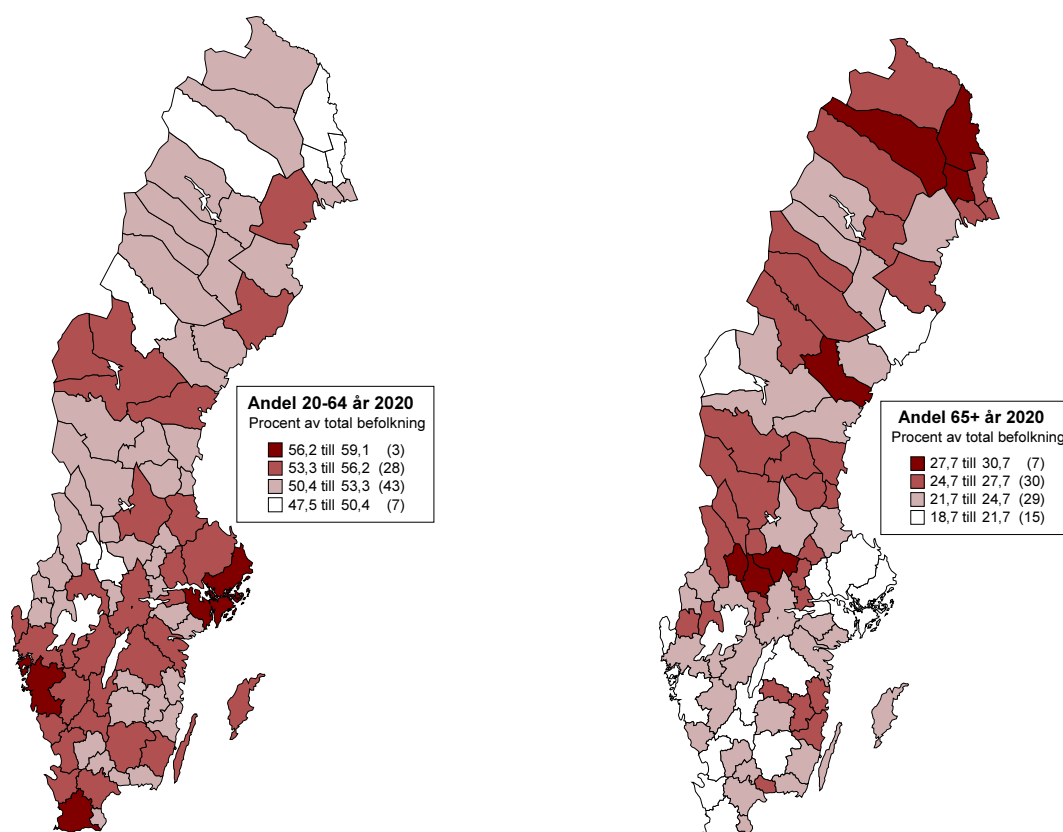 Andel 20-64 år 2020
Procent av total befolkning
56,2 till 59,1 (3)
53,3 till 56,2 (28)
50,4 till 53,3 (43)
47,5 till 50,4 (7)
Andel 65+ år 2020
Procent av total befolkning
27,7 till 30,7 (7)
24,7 till 27,7 (30)
21,7 till 24,7 (29)
18,7 till 21,7 (15)